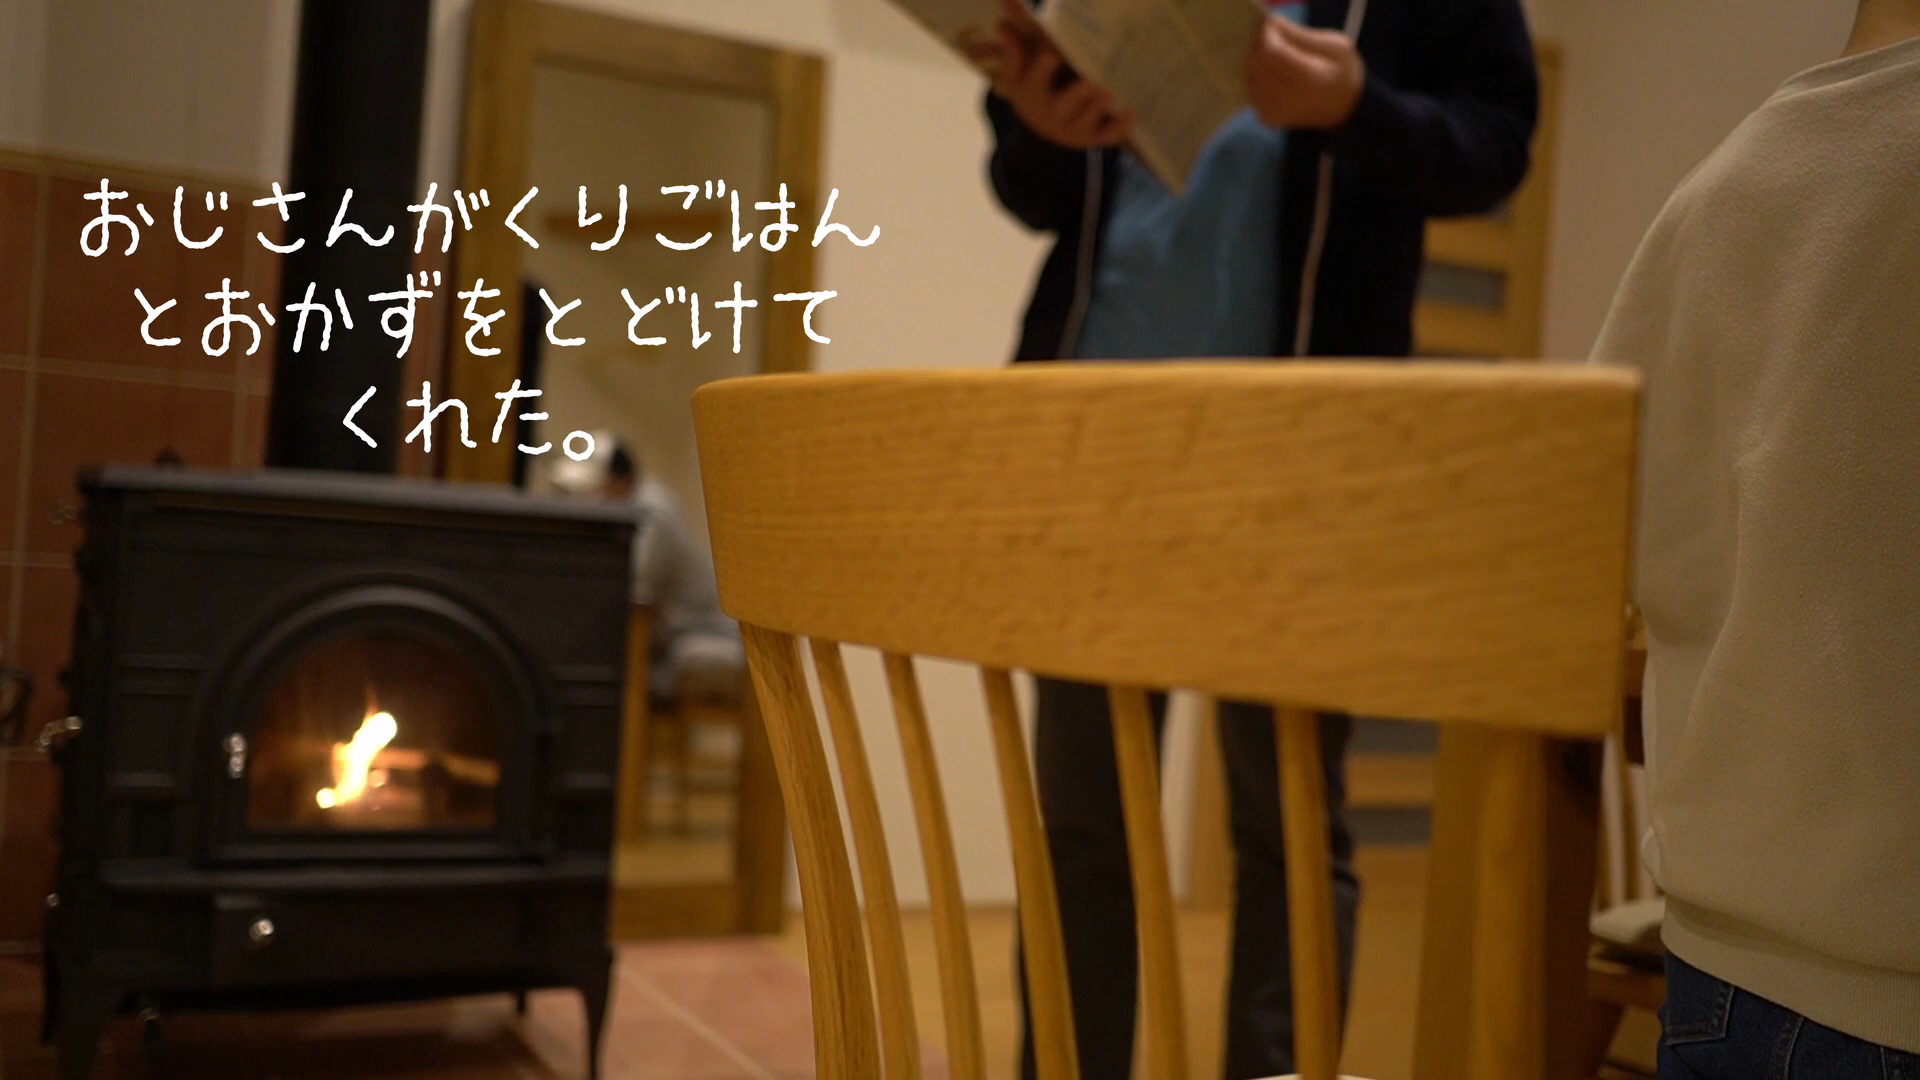 おじさんがくりごはん
とおかずをとどけて
くれた。